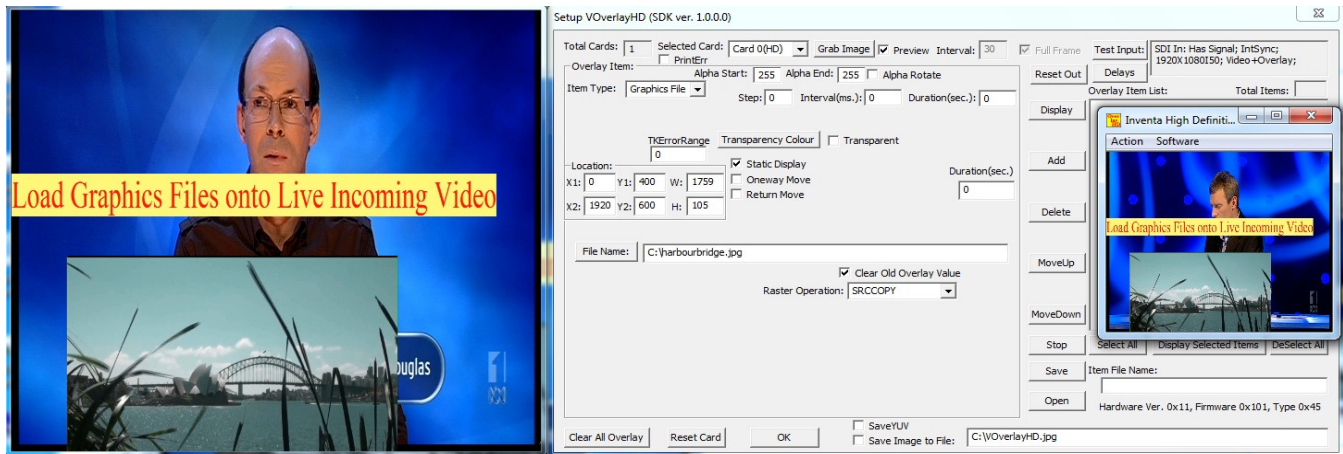 Load Graphics Files onto Live Incoming Video
ouglas
1
abc
Setup VOverlayHD (SDK ver. 1.0.0.0)
Total Cards: 1 Selected Card: Card 0(HD) Grab Image Preview Interval: 30 Full Frame Test Input: SDI In: Has Signal; IntSync;
1920X1080I50; Video+Overlay;
PrintErr
Overlay Item: Alpha Start: 255 Alpha End: 255 Alpha Rotate Reset Out Delays
Item Type: Graphics File Step: 0 Interval(ms.): 0 Duration(sec.): 0
Overlay Item List: Total Items:
Display
Inventa High Definiti...
Action Software
Load Graphics Files onto Live Incoming Video
TKErrorRange Transparency Colour Transparent
0
Location: Static Display Duration(sec.) Add
X1: 0 Y1: 400 W: 1759 Oneway Move 0
X2: 1920 Y2: 600 H: 105 Return Move Delete
File Name: C:\harbourbridge.jpg
Clear Old Overlay Value MoveUp
Raster Operation: SRCCOPY
MoveDown
Stop Select All Display Selected Items DeSelect All
Save Item File Name:
Open Hardware Ver. 0x11, Firmware 0x101, Type 0x45
SaveYUV
Clear All Overlay Reset Card OK Save Image to File: C:\VOverlayHD.jpg